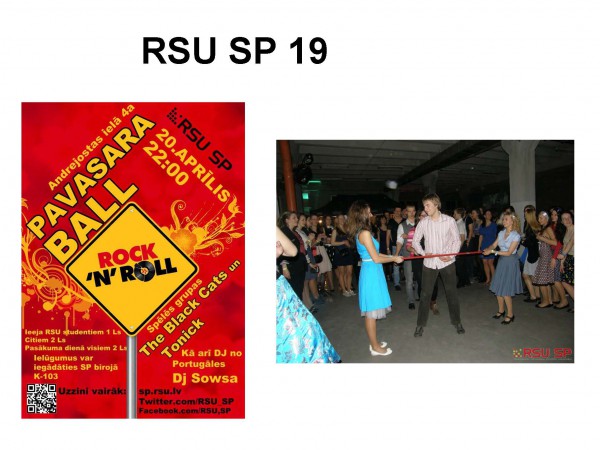 RSU SP 19
Andrejostas ielā 4a
RSU SP
PAVASARA
BALL
20.APRĪLIS
22:00
ROCK
'N' ROLL
Spēlēs grupas
The Black Cats un
Tonick
Ieeja RSU studentiem 1 Ls
Citiem 2 Ls
Pasākuma dienā visiem 2 Ls
Ielūgumus var
iegādāties SP birojā
K-103
Kā arī DJ no
Portugāles
Dj Sowsa
Uzzini vairāk: sp.rsu.lv
Twitter.com/RSU_SP
Facebook.com/RSU.SP
RSU SP